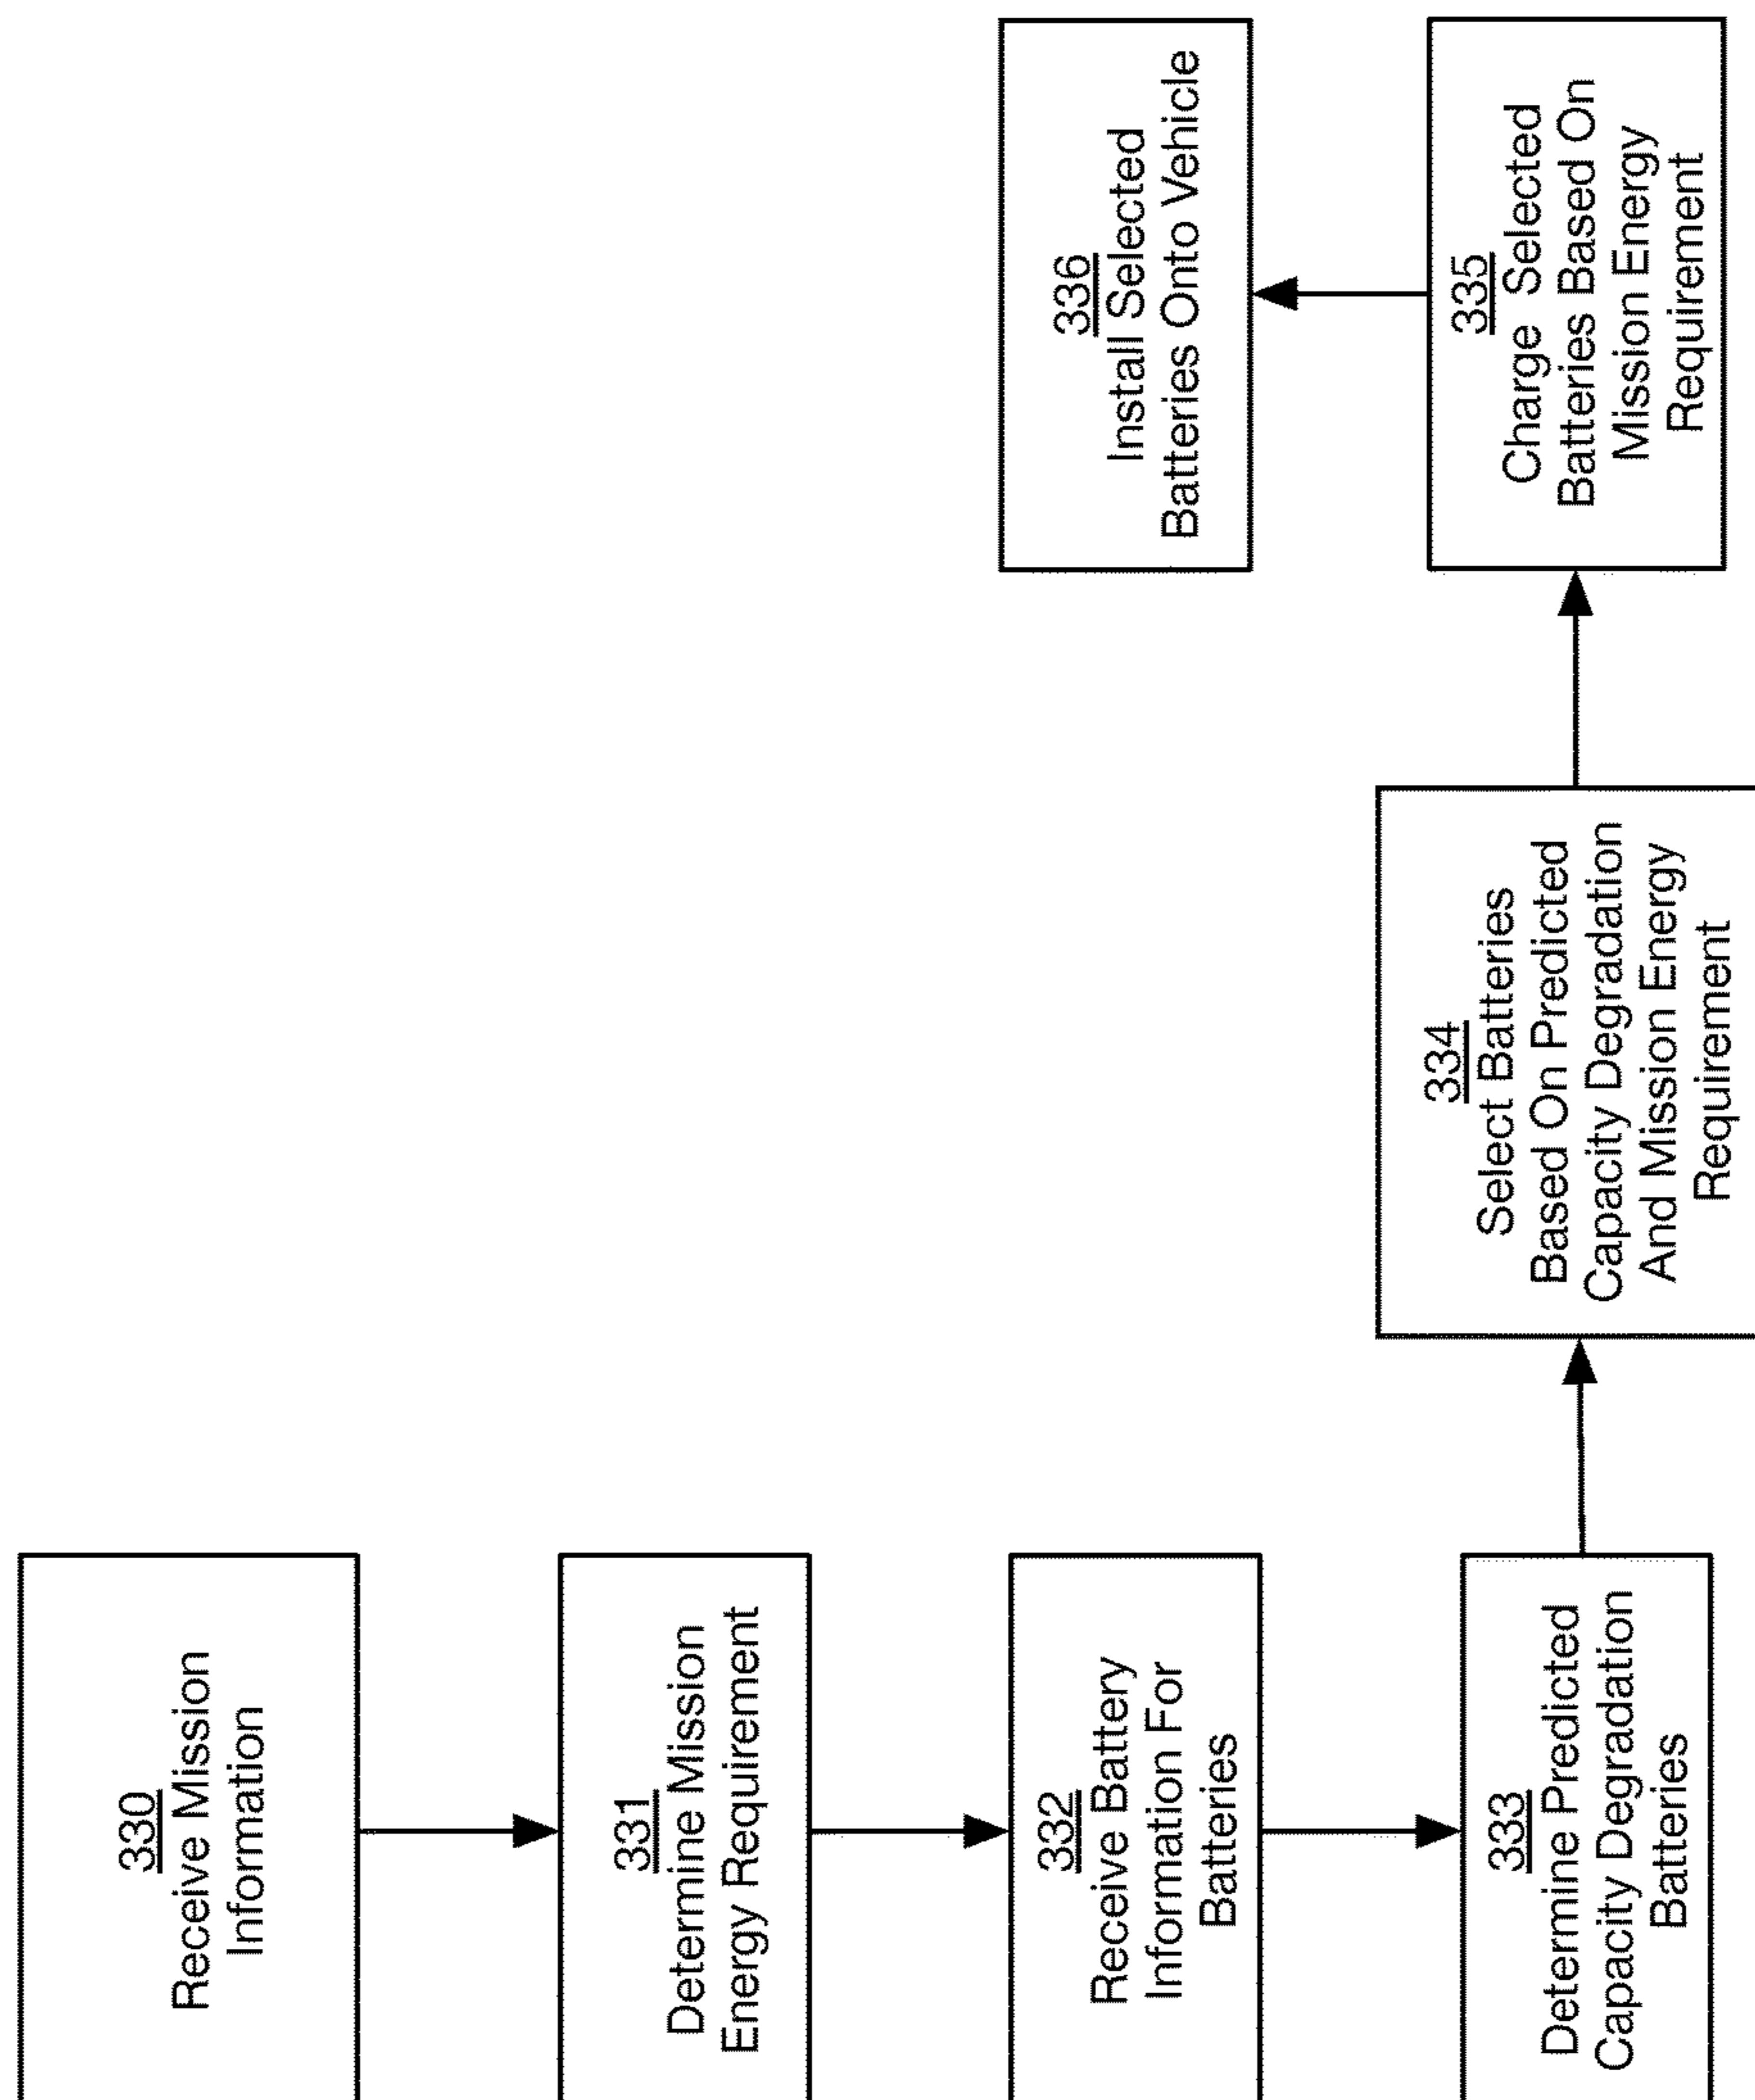 330
Receive Mission
Information
331
Determine Mission
Energy Requirement
332
Receive Battery
Information For
Batteries
333
Determine Predicted
Capacity Degradation
Batteries
334
Select Batteries
Based On Predicted
Capacity Degradation
And Mission Energy
Requirement
335
Charge Selected
Batteries Based On
Mission Energy
Requirement
336
Install Selected
Batteries Onto Vehicle